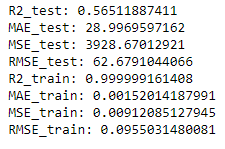 R2_test: 0.56511887411
MAE_test: 28.9969597162
MSE_test: 3928.67012921
RMSE_test: 62.6791044066
R2_train: 0.999999161408
MAE_train: 0.00152014187991
MSE_train: 0.00912085127945
RMSE_train: 0.0955031480081